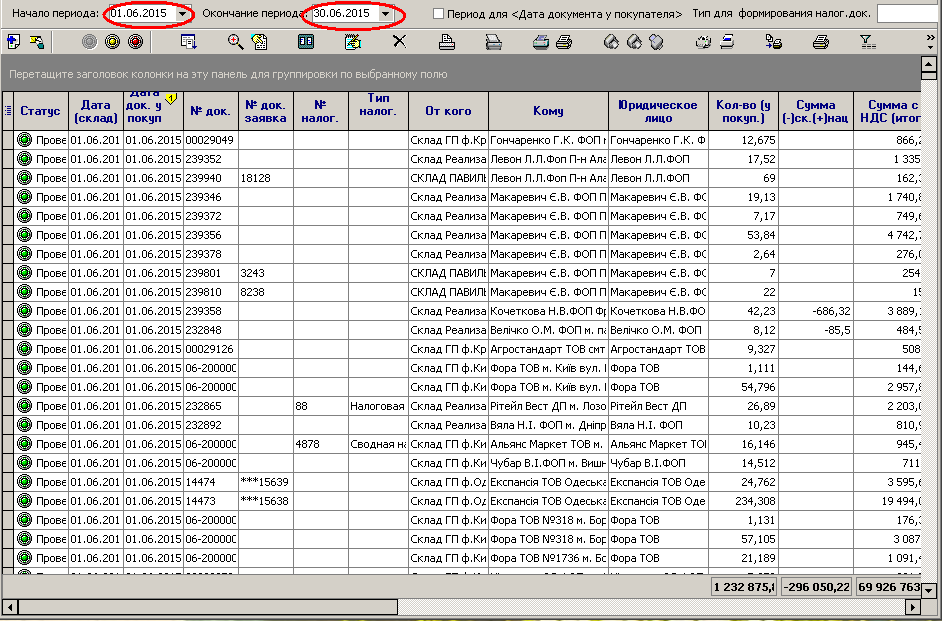 Начало периода: 01.06.2015 Окончание периода: 30.06.2015 Период для <Дата документа у покупателя> Тип для формирования налог.док.
Перетащите заголовок колонки на эту панель для группировки по выбранному полю
Статус Дата (склад) Дата док. у покуп № док. № док. заявка № налог. Тип налог. От кого Кому Юридическое лицо Кол-во (у покуп.) Сумма (-)ск.(+)нац Сумма с НДС (итог
Прове 01.06.201 01.06.2015 00029049 Склад ГП ф.Кр Гончаренко Г.К. ФОП Гончаренко Г.К. Ф 12,675 866,2
Прове 01.06.201 01.06.2015 239352 Склад Реализа Левон Л.Л.Фоп П-н Ала Левон Л.Л.ФОП 17,52 1 335
Прове 01.06.201 01.06.2015 239940 18128 СКЛАД ПАВИЛЬ Левон Л.Л.Фоп П-н Ала Левон Л.Л.ФОП 69 162,3
Прове 01.06.201 01.06.2015 239346 Склад Реализа Макаревич Є.В. ФОП П Макаревич Є.В. ФС 19,13 1 740,8
Прове 01.06.201 01.06.2015 239372 Склад Реализа Макаревич Є.В. ФОП П Макаревич Є.В. ФС 7,17 749,6
Прове 01.06.201 01.06.2015 239356 Склад Реализа Макаревич Є.В. ФОП П Макаревич Є.В. ФС 53,84 4 742,7
Прове 01.06.201 01.06.2015 239378 Склад Реализа Макаревич Є.В. ФОП П Макаревич Є.В. ФС 2,64 276,0
Прове 01.06.201 01.06.2015 239801 3243 СКЛАД ПАВИЛЬ Макаревич Є.В. ФОП П Макаревич Є.В. ФС 7 254
Прове 01.06.201 01.06.2015 239810 8238 СКЛАД ПАВИЛЬ Макаревич Є.В. ФОП П Макаревич Є.В. ФС 22 15
Прове 01.06.201 01.06.2015 239358 Склад Реализа Кочеткова Н.В.ФОП Фр Кочеткова Н.В.ФО 42,23 -686,32 3 889,
Прове 01.06.201 01.06.2015 232848 Склад Реализа Велічко О.М. ФОП м. па Велічко О.М. ФОП 8,12 -85,5 484,5
Прове 01.06.201 01.06.2015 00029126 Склад ГП ф.Кр Агростандарт ТОВ смт Агростандарт ТОВ 9,327 508
Прове 01.06.201 01.06.2015 06-200000 Склад ГП ф.Ки Фора ТОВ м. Київ вул. Фора ТОВ 1,111 144,6
Прове 01.06.201 01.06.2015 06-200000 Склад ГП ф.Ки Фора ТОВ м. Київ вул. Фора ТОВ 54,796 2 957,8
Прове 01.06.201 01.06.2015 232865 88 Налоговая Склад Реализа Рітейл Вест ДП м. Лозо Рітейл Вест ДП 26,89 2 203,0
Прове 01.06.201 01.06.2015 232892 Склад Реализа Вяла Н.І. ФОП м. Дніпр Вяла Н.І. ФОП 10,23 810,9
Прове 01.06.201 01.06.2015 06-200000 4878 Сводная на Склад ГП ф.Ки Альянс Маркет ТОВ м. Альянс Маркет ТОІ 16,146 945,4
Прове 01.06.201 01.06.2015 06-200000 Склад ГП ф.Ки Чубар В.І.ФОП м. Вишн Чубар В.І.ФОП 14,512 711
Прове 01.06.201 01.06.2015 14474 ***15639 Склад ГП ф.Од Експансія ТОВ Одеська Експансія ТОВ Оде 24,762 3 595,6
Прове 01.06.201 01.06.2015 14473 ***15638 Склад ГП ф.Од Експансія ТОВ Одеська Експансія ТОВ Оде 234,308 19 494,0
Прове 01.06.201 01.06.2015 06-200000 Склад ГП ф.Ки Фора ТОВ №318 м. Бор Фора ТОВ 1,131 176,3
Прове 01.06.201 01.06.2015 06-200000 Склад ГП ф.Ки Фора ТОВ №318 м. Бор Фора ТОВ 57,105 3 087
Прове 01.06.201 01.06.2015 06-200000 Склад ГП ф.Ки Фора ТОВ №1736 м. Бо Фора ТОВ 21,189 1 091,4
1 232 875, -296 050,22 69 926 763